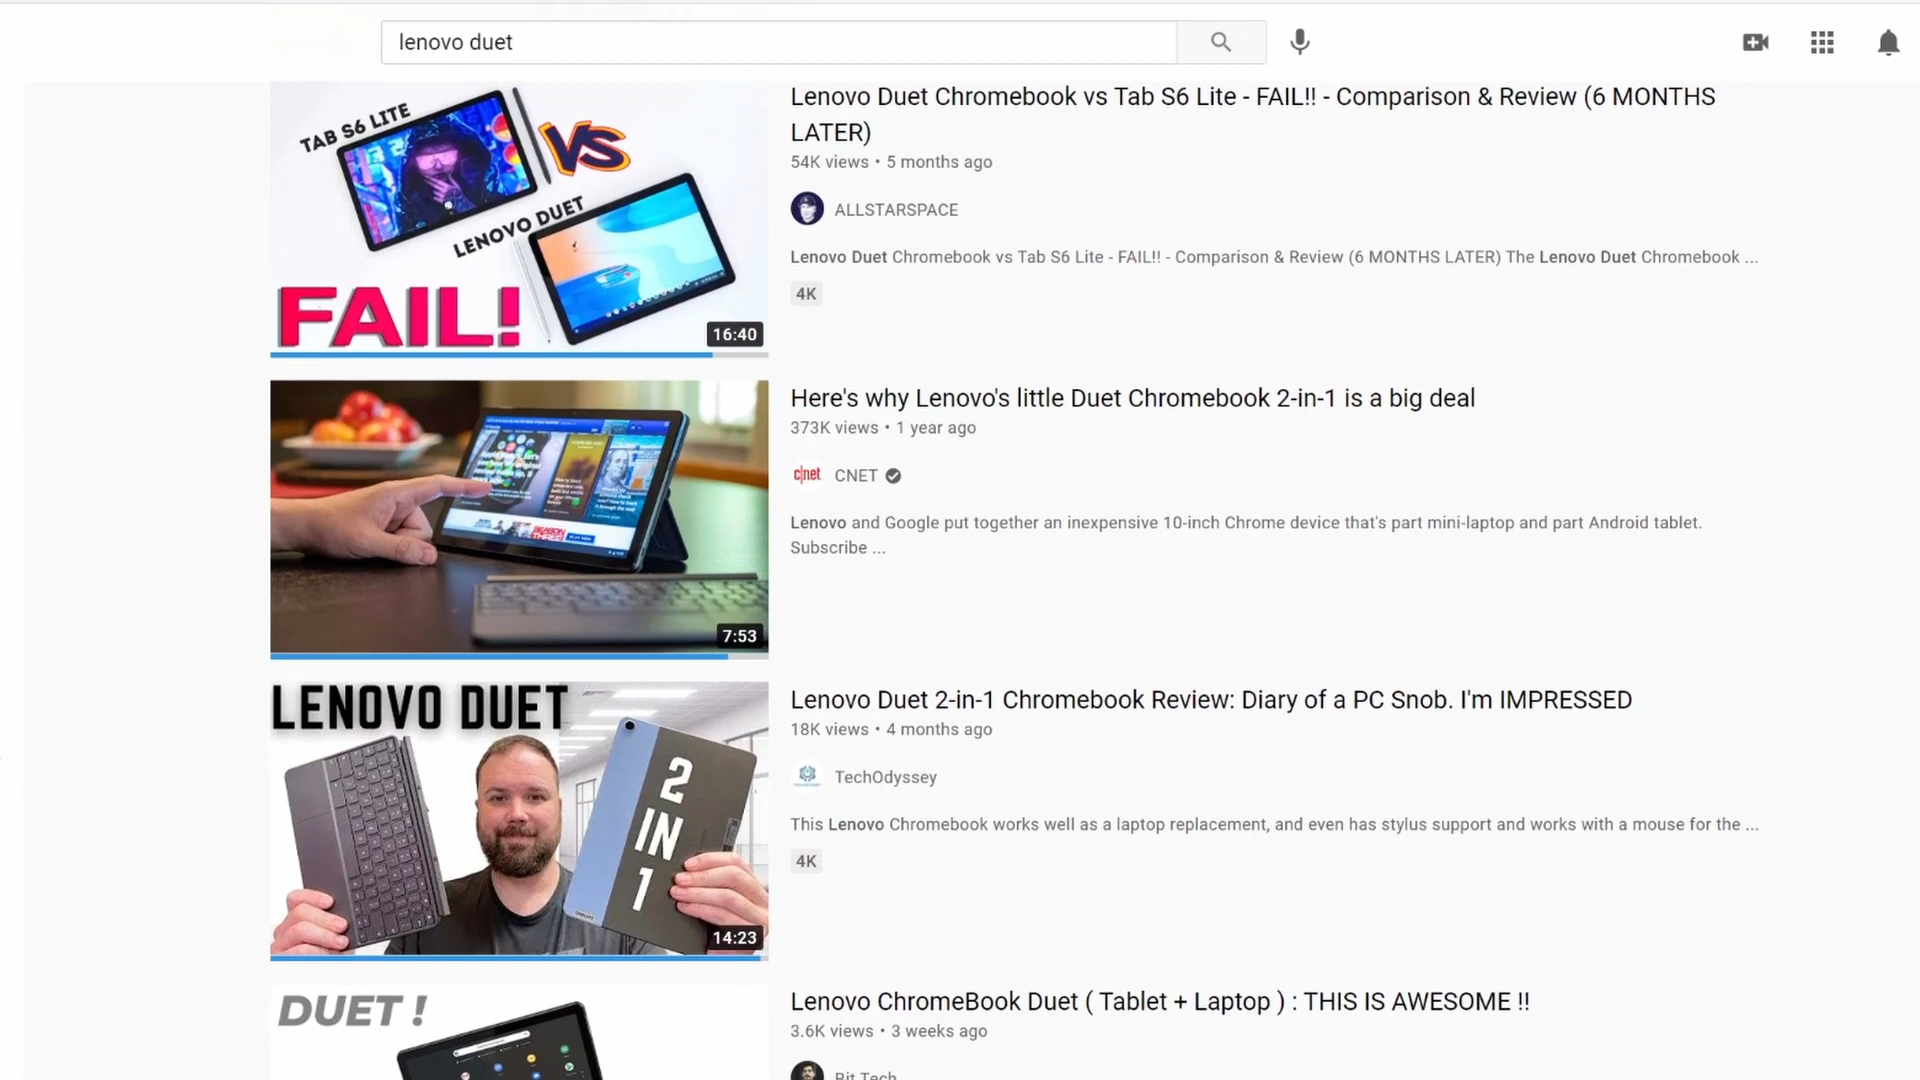 lenovo duet
TAB S6 LITE
VS
LENOVO DUET
FAIL!
16:40
Lenovo Duet Chromebook vs Tab S6 Lite - FAIL!! - Comparison & Review (6 MONTHS
LATER)
54K views • 5 months ago
ALLSTARSPACE
Lenovo Duet Chromebook vs Tab S6 Lite - FAIL!! - Comparison & Review (6 MONTHS LATER) The Lenovo Duet Chromebook ...
4K
7:53
Here's why Lenovo's little Duet Chromebook 2-in-1 is a big deal
373K views • 1 year ago
c|net
CNET
Lenovo and Google put together an inexpensive 10-inch Chrome device that's part mini-laptop and part Android tablet.
Subscribe ...
LENOVO DUET
2
IN
1
14:23
Lenovo Duet 2-in-1 Chromebook Review: Diary of a PC Snob. I'm IMPRESSED
18K views • 4 months ago
TechOdyssey
This Lenovo Chromebook works well as a laptop replacement, and even has stylus support and works with a mouse for the ...
4K
DUET !
Lenovo ChromeBook Duet ( Tablet + Laptop ) : THIS IS AWESOME !!
3.6K views • 3 weeks ago
Bit Tech